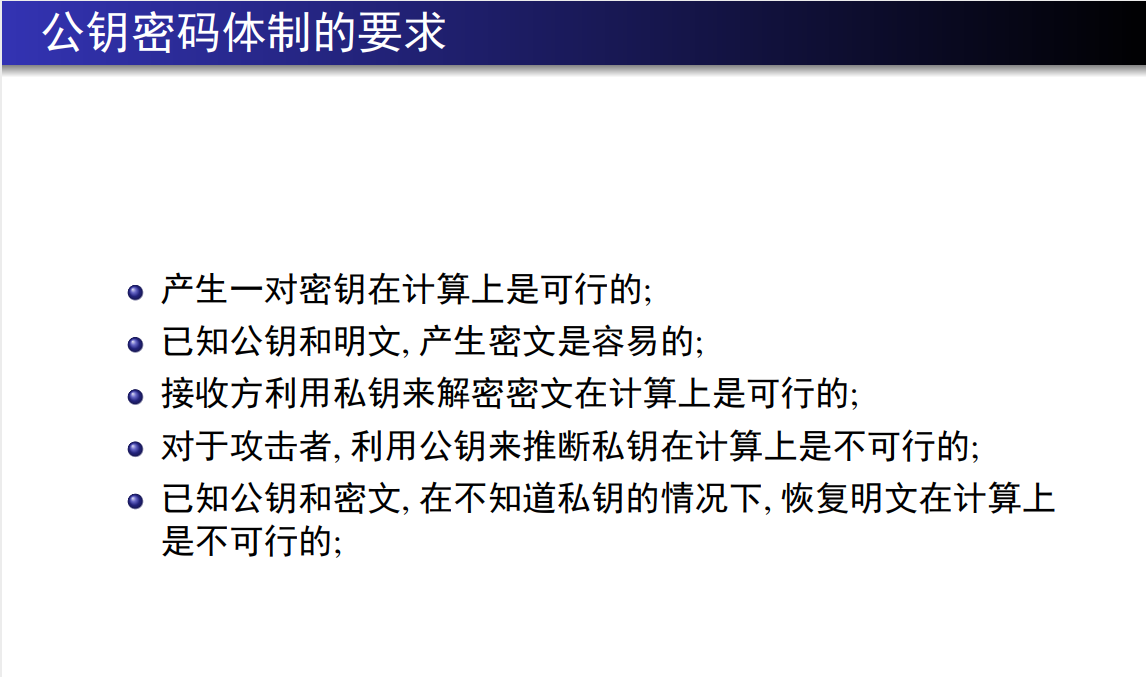 公钥密码体制的要求
产生一对密钥在计算上是可行的;
已知公钥和明文, 产生密文是容易的;
接收方利用私钥来解密密文在计算上是可行的;
对于攻击者, 利用公钥来推断私钥在计算上是不可行的;
已知公钥和密文, 在不知道私钥的情况下, 恢复明文在计算上
是不可行的;